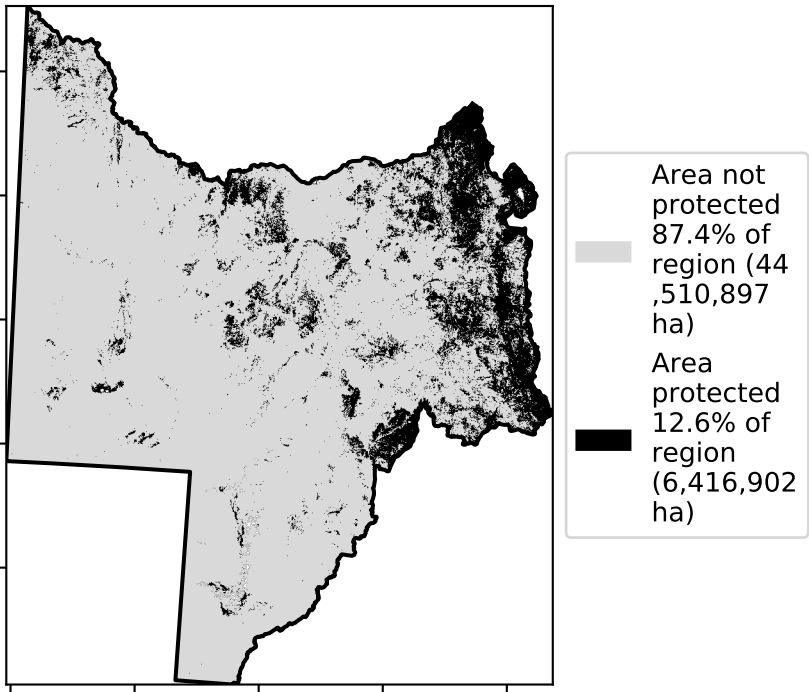 Area not
protected
87.4% of
region (44
,510,897
ha)
Area
protected
12.6% of
region
(6,416,902
ha)